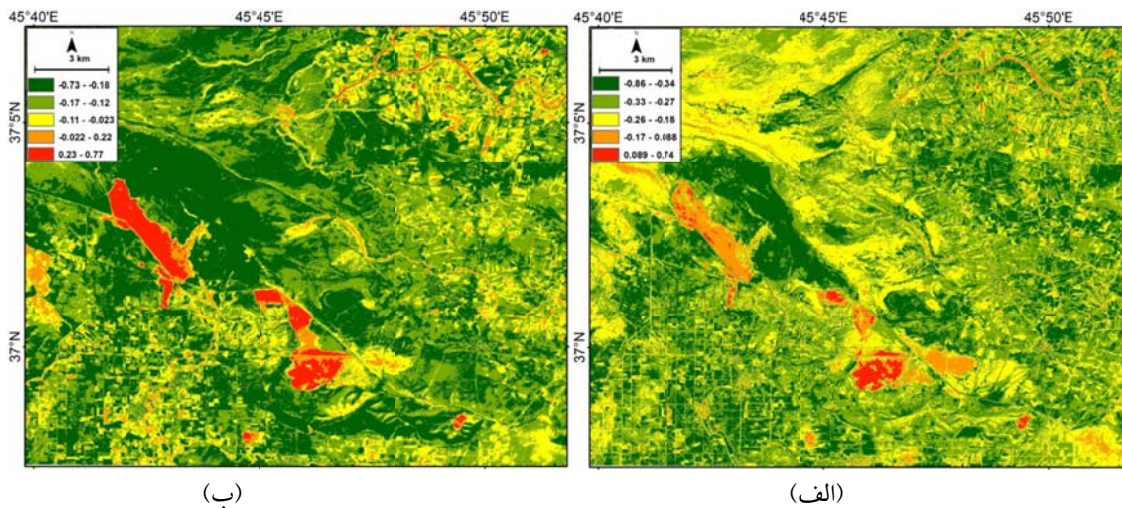 45°40'E 45°45'E 45°50'E
N
3 km
-0.73 - -0.18
-0.17 - -0.12
-0.11 - -0.023
-0.022 - 0.22
0.23 - 0.77
37°5'N
37°N
(ب)
45°40'E 45°45'E 45°50'E
N
3 km
-0.86 - -0.34
-0.33 - -0.27
-0.26 - -0.18
-0.17 - 0.088
0.089 - 0.74
37°5'N
37°N
(الف)